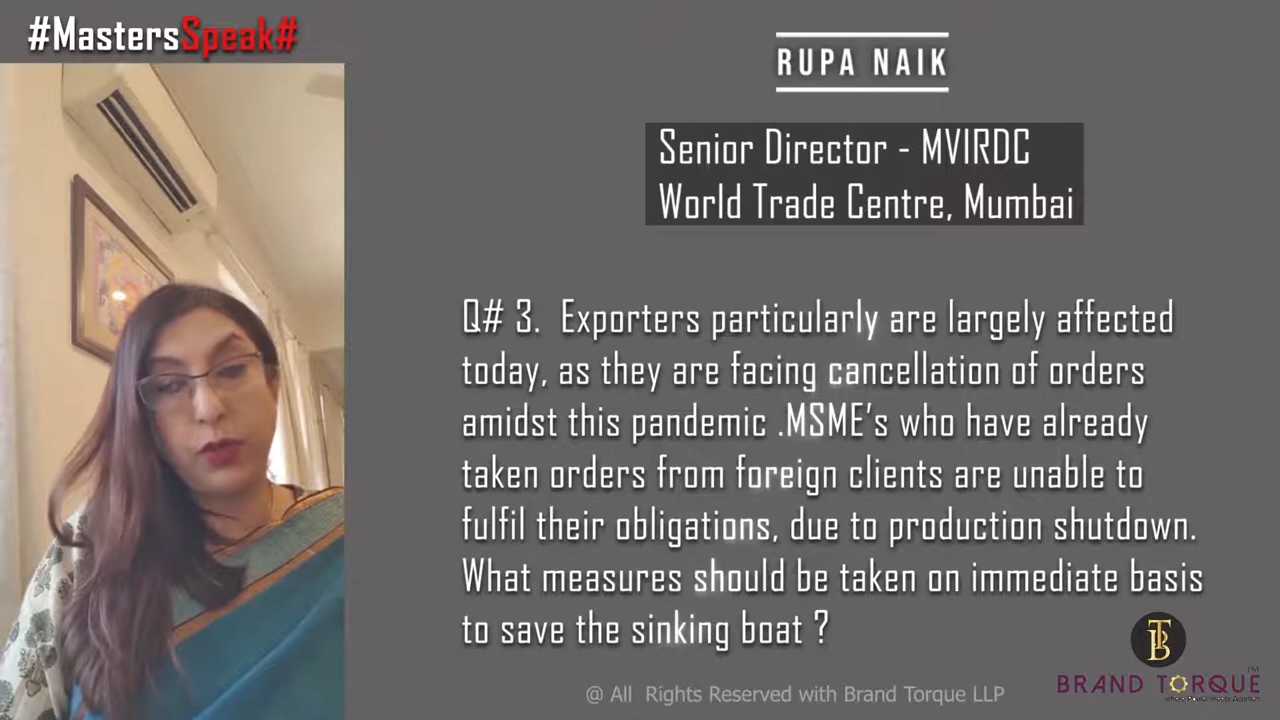 #MastersSpeak#
RUPA NAIK
Senior Director - MVIRDC
World Trade Centre, Mumbai
Q# 3.  Exporters particularly are largely affected
today, as they are facing cancellation of orders
amidst this pandemic .MSME's who have already
taken orders from foreign clients are unable to
fulfil their obligations, due to production shutdown.
What measures should be taken on immediate basis
to save the sinking boat ?
TB
BRAND TORQUE TM
@ All  Rights Reserved with Brand Torque LLP